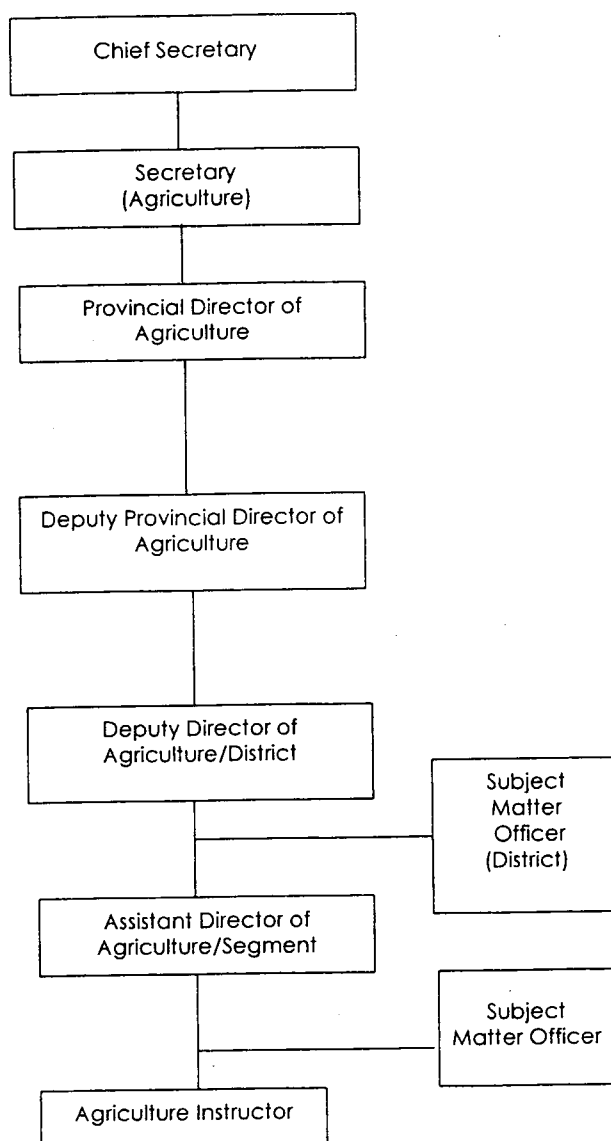 Chief Secretary
Secretary
(Agriculture)
Provincial Director of
Agriculture
Deputy Provincial Director of
Agriculture
Deputy Director of
Agriculture/District
Subject
Matter
Officer
(District)
Assistant Director of
Agriculture/Segment
Subject
Matter Officer
Agriculture Instructor